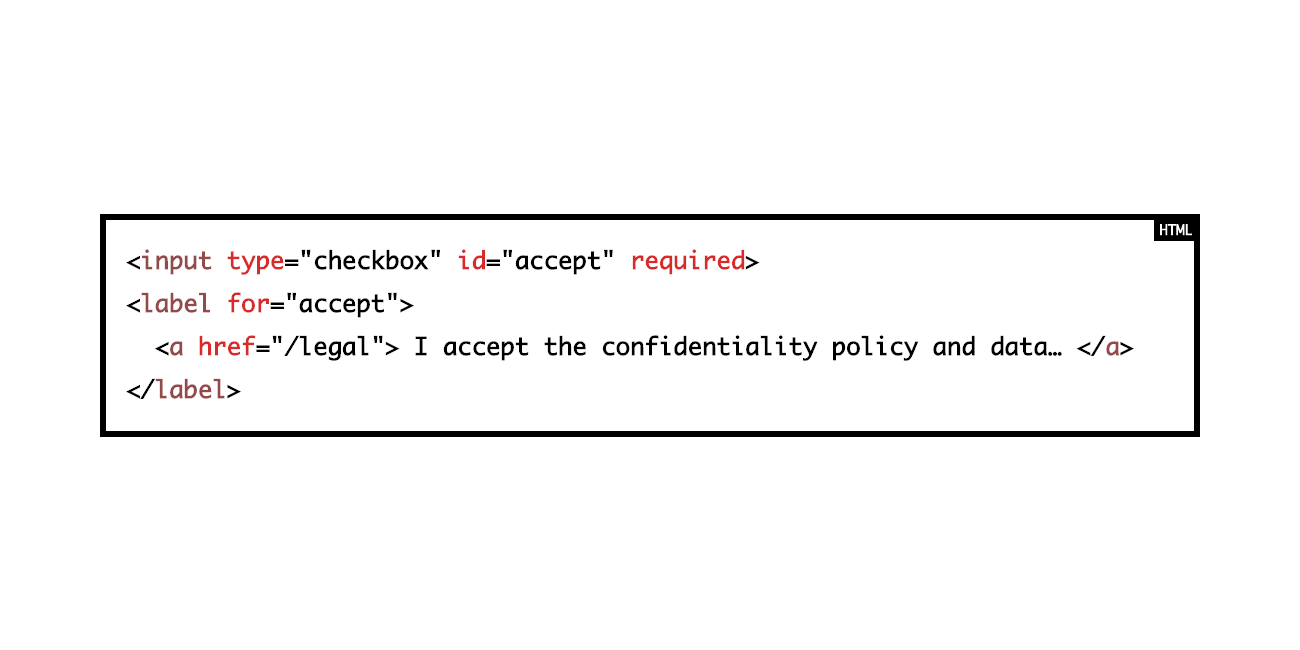 HTML
<input type="checkbox" id="accept" required>
<label for="accept">
  <a href="/legal"> I accept the confidentiality policy and data… </a>
</label>